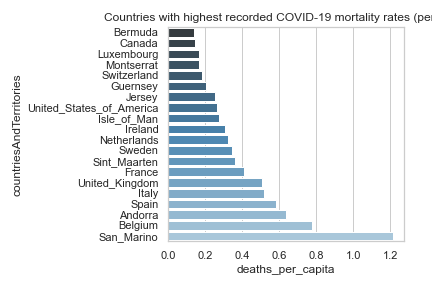 Countries with highest recorded COVID-19 mortality rates (per
Bermuda
Canada
Luxembourg
Montserrat
Switzerland
Guernsey
Jersey
United_States_of_America
Isle_of_Man
Ireland
Netherlands
Sweden
Sint_Maarten
France
United_Kingdom
Italy
Spain
Andorra
Belgium
San_Marino
countriesAndTerritories
0.0 0.2 0.4 0.6 0.8 1.0 1.2
deaths_per_capita